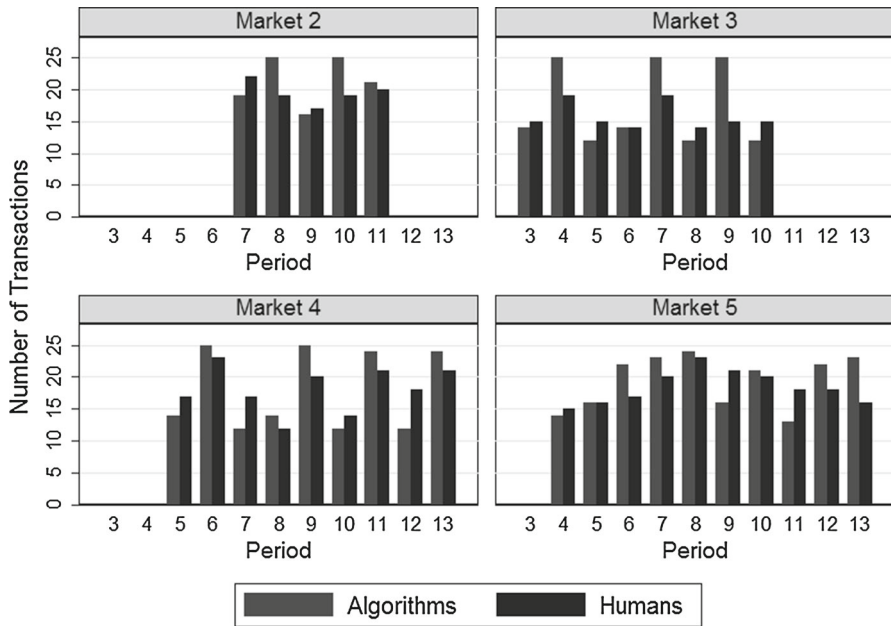 Market 2
Market 3
Number of Transactions
25
20
15
10
5
0
3 4 5 6 7 8 9 10 11 12 13
3 4 5 6 7 8 9 10 11 12 13
Period
Period
Market 4
Market 5
25
20
15
10
5
0
3 4 5 6 7 8 9 10 11 12 13
3 4 5 6 7 8 9 10 11 12 13
Period
Period
Algorithms
Humans